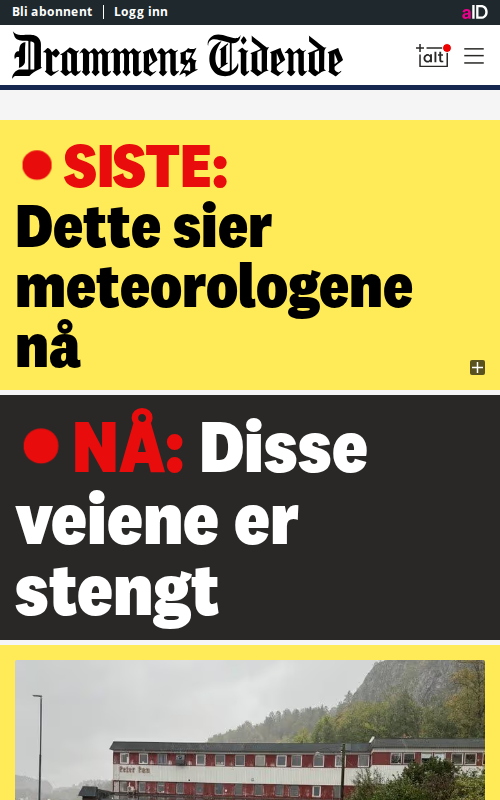 Bli abonnent Logg inn aID
Drammens Tidende
+alt
SISTE:
Dette sier
meteorologene
nå
NÅ: Disse
veiene er
stengt
Peter Pan